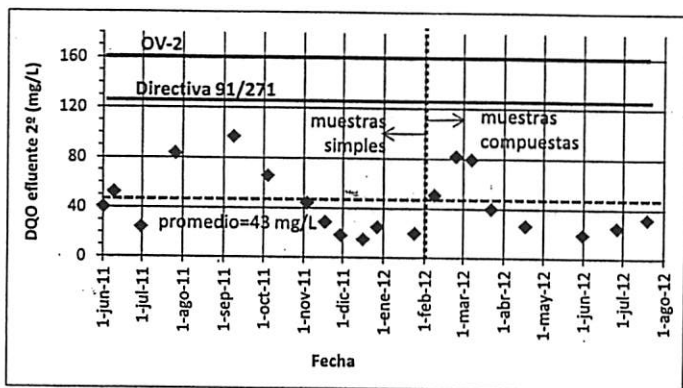 DQO efluente 2º (mg/L)
160
120
80
40
0
OV-2
Directiva 91/271
muestras
simples
muestras
compuestas
promedio=43 mg/L
1-jun-11
1-jul-11
1-ago-11
1-sep-11
1-oct-11
1-nov-11
1-dic-11
1-ene-12
1-feb-12
1-mar-12
1-abr-12
1-may-12
1-jun-12
1-jul-12
1-ago-12
Fecha